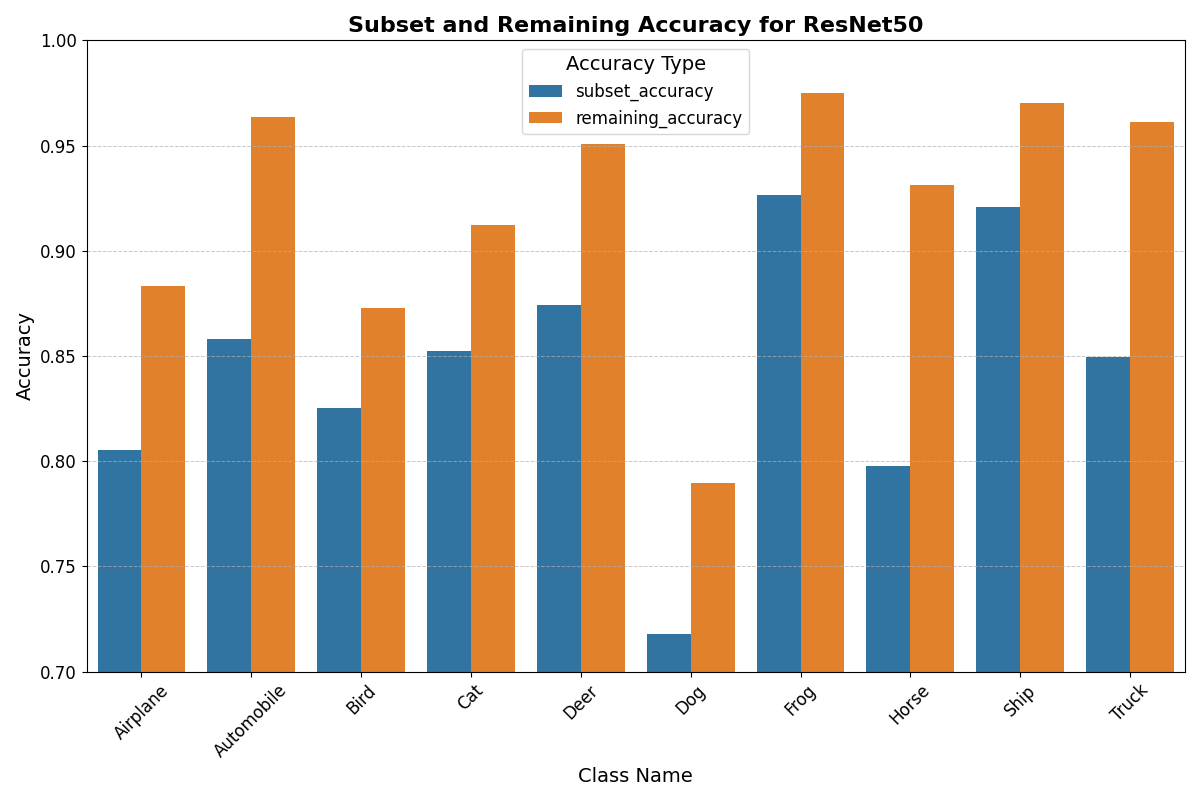 Subset and Remaining Accuracy for ResNet50
Accuracy Type
subset_accuracy
remaining_accuracy
Accuracy
1.00
0.95
0.90
0.85
0.80
0.75
0.70
Airplane
Automobile
Bird
Cat
Deer
Dog
Frog
Horse
Ship
Truck
Class Name